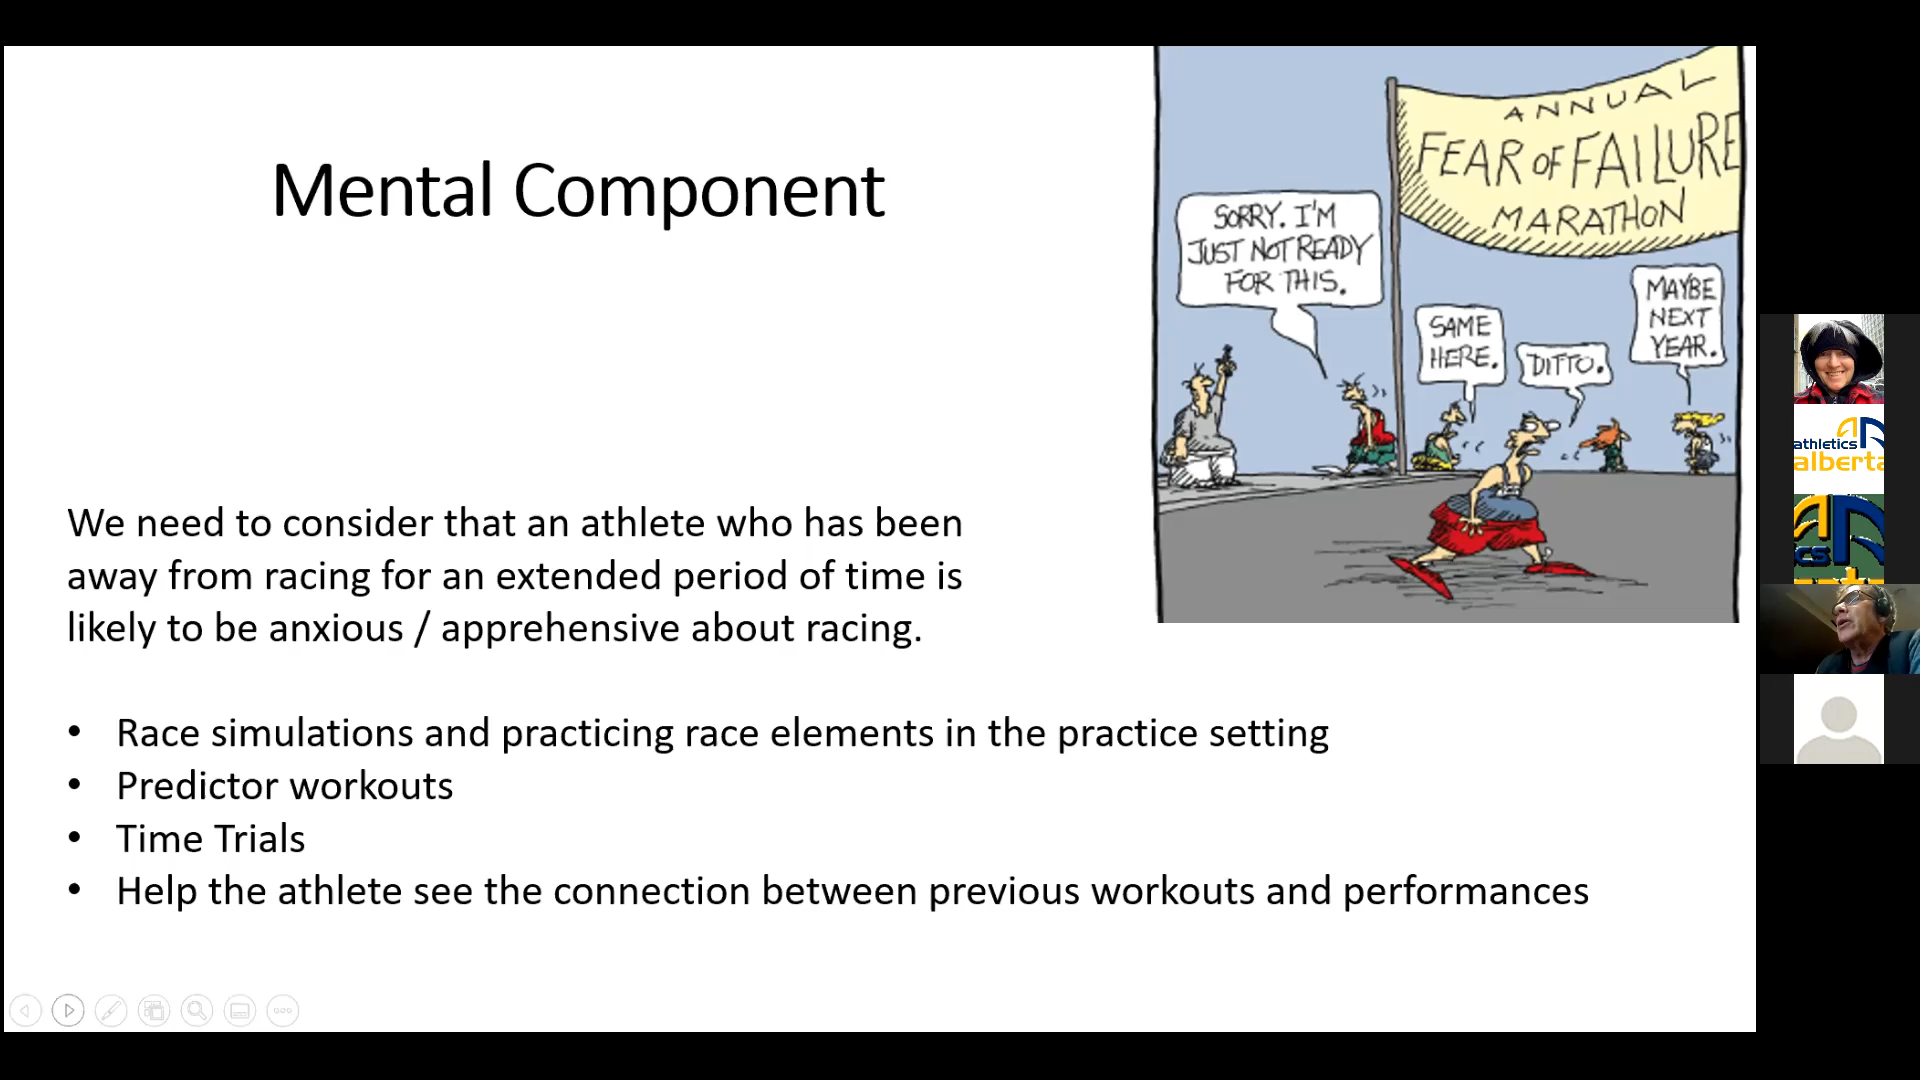 Mental Component
ANNUAL
FEAR OF FAILURE
MARATHON
SORRY. I'M
JUST NOT READY
FOR THIS.
SAME
HERE.
DITTO.
MAYBE
NEXT
YEAR.
We need to consider that an athlete who has been
away from racing for an extended period of time is
likely to be anxious / apprehensive about racing.
• Race simulations and practicing race elements in the practice setting
• Predictor workouts
• Time Trials
• Help the athlete see the connection between previous workouts and performances
athletics
alberta
cs